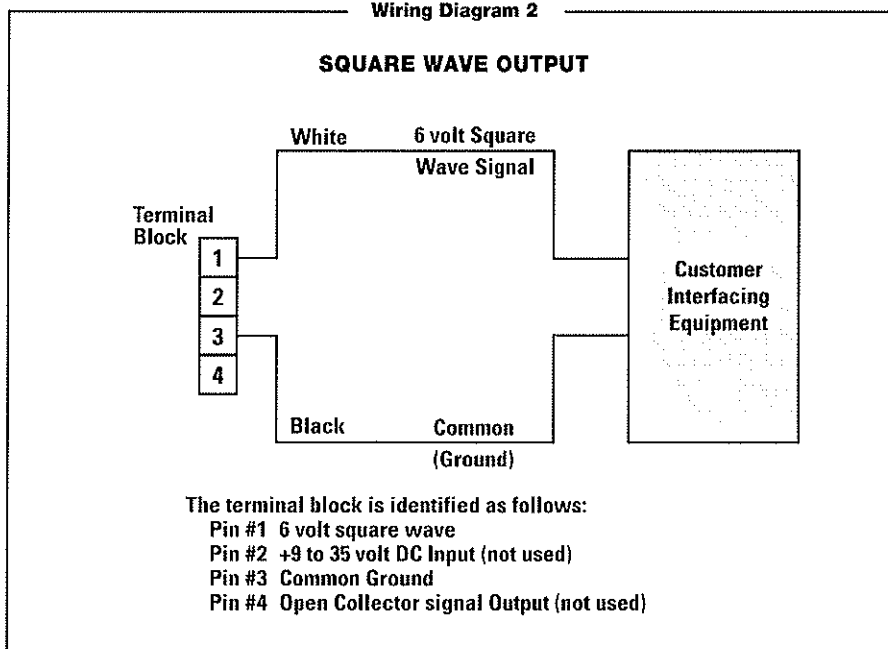 Wiring Diagram 2
SQUARE WAVE OUTPUT
White
6 volt Square
Wave Signal
Terminal
Block
1
2
3
4
Customer
Interfacing
Equipment
Black
Common
(Ground)
The terminal block is identified as follows:
Pin #1 6 volt square wave
Pin #2 +9 to 35 volt DC Input (not used)
Pin #3 Common Ground
Pin #4 Open Collector signal Output (not used)